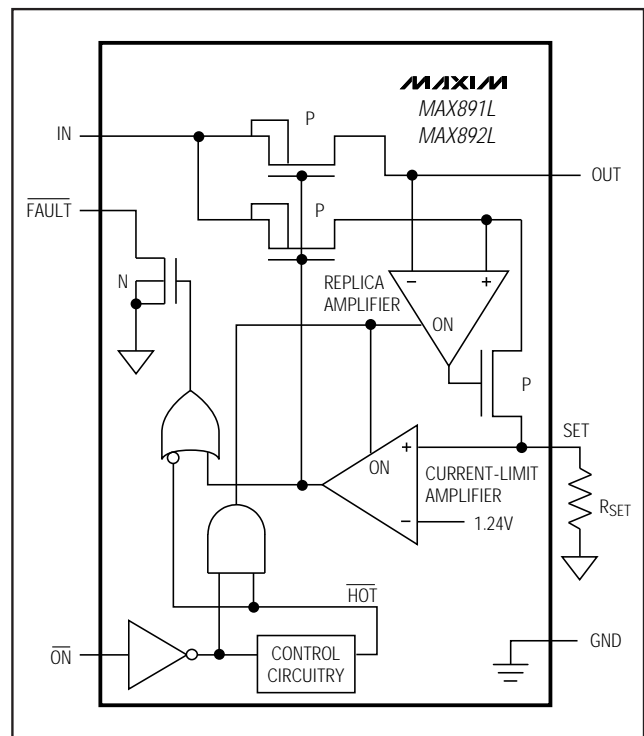 MAXIM
MAX891L
MAX892L
P
IN
OUT
FAULT
P
N
REPLICA
AMPLIFIER
−
+
ON
P
SET
+
ON
CURRENT-LIMIT
AMPLIFIER
−
1.24V
RSET
HOT
GND
ON
CONTROL
CIRCUITRY